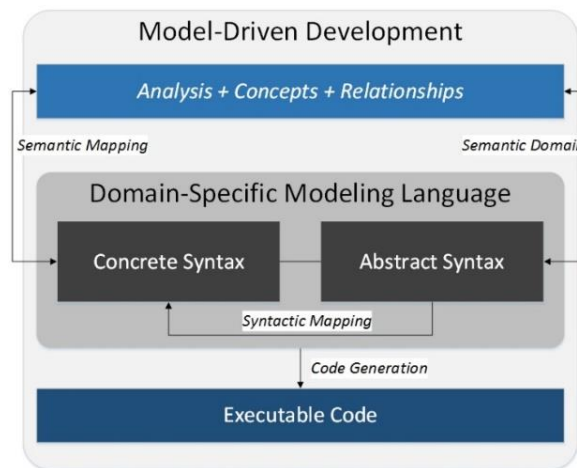 Model-Driven Development
Analysis + Concepts + Relationships
Semantic Mapping
Semantic Domain
Domain-Specific Modeling Language
Concrete Syntax
Abstract Syntax
Syntactic Mapping
Code Generation
Executable Code